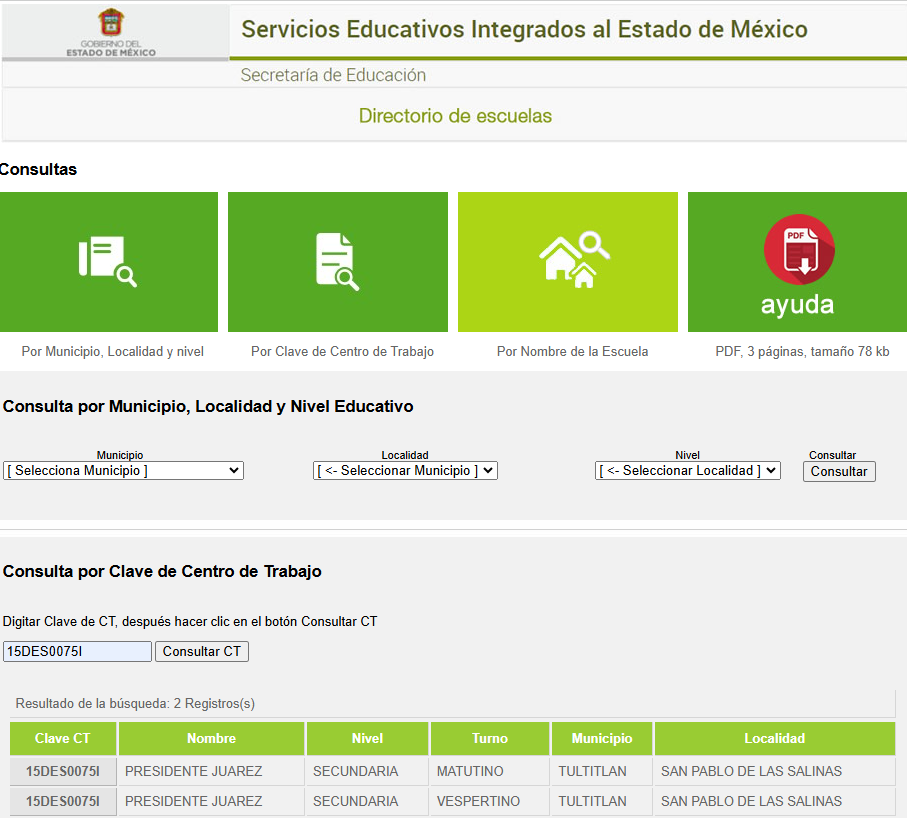 GOBIERNO DEL
ESTADO DE MÉXICO
Servicios Educativos Integrados al Estado de México
Secretaría de Educación
Directorio de escuelas
Consultas
PDF
ayuda
Por Municipio, Localidad y nivel
Por Clave de Centro de Trabajo
Por Nombre de la Escuela
PDF, 3 páginas, tamaño 78 kb
Consulta por Municipio, Localidad y Nivel Educativo
Municipio Localidad Nivel Consultar
[ Selecciona Municipio ] [ <- Seleccionar Municipio ] [ <- Seleccionar Localidad ] Consultar
Consulta por Clave de Centro de Trabajo
Digitar Clave de CT, después hacer clic en el botón Consultar CT
15DES0075I Consultar CT
Resultado de la búsqueda: 2 Registros(s)
Clave CT Nombre Nivel Turno Municipio Localidad
15DES0075I PRESIDENTE JUAREZ SECUNDARIA MATUTINO TULTITLAN SAN PABLO DE LAS SALINAS
15DES0075I PRESIDENTE JUAREZ SECUNDARIA VESPERTINO TULTITLAN SAN PABLO DE LAS SALINAS